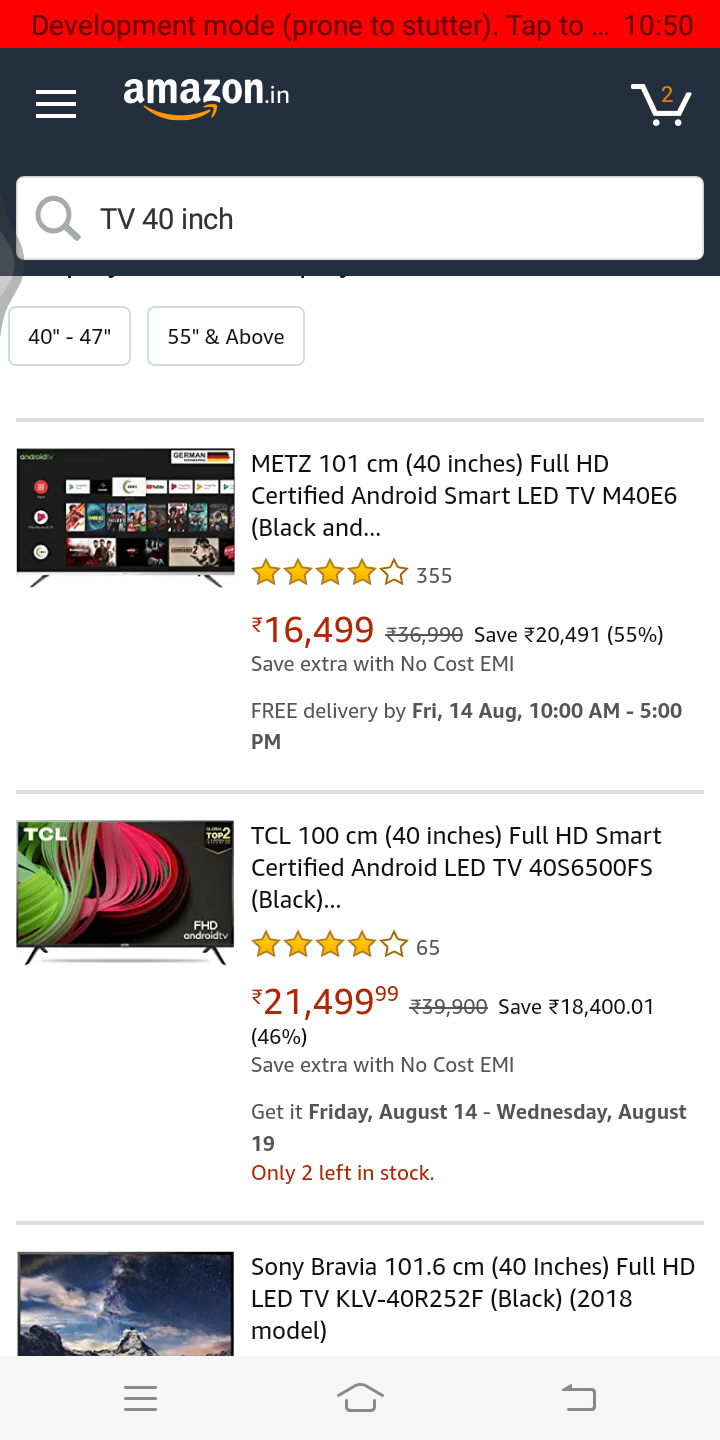 Development mode (prone to stutter). Tap to ... 10:50
amazon.in
2
TV 40 inch
40" - 47"
55" & Above
androidtv
GERMAN
METZ 101 cm (40 inches) Full HD
Certified Android Smart LED TV M40E6
(Black and...
355
₹16,499 ₹36,990 Save ₹20,491 (55%)
Save extra with No Cost EMI
FREE delivery by Fri, 14 Aug, 10:00 AM - 5:00
PM
TCL
TOP2
FHD
androidtv
TCL 100 cm (40 inches) Full HD Smart
Certified Android LED TV 40S6500FS
(Black)...
65
₹21,499 99 ₹39,900 Save ₹18,400.01
(46%)
Save extra with No Cost EMI
Get it Friday, August 14 - Wednesday, August
19
Only 2 left in stock.
Sony Bravia 101.6 cm (40 Inches) Full HD
LED TV KLV-40R252F (Black) (2018
model)